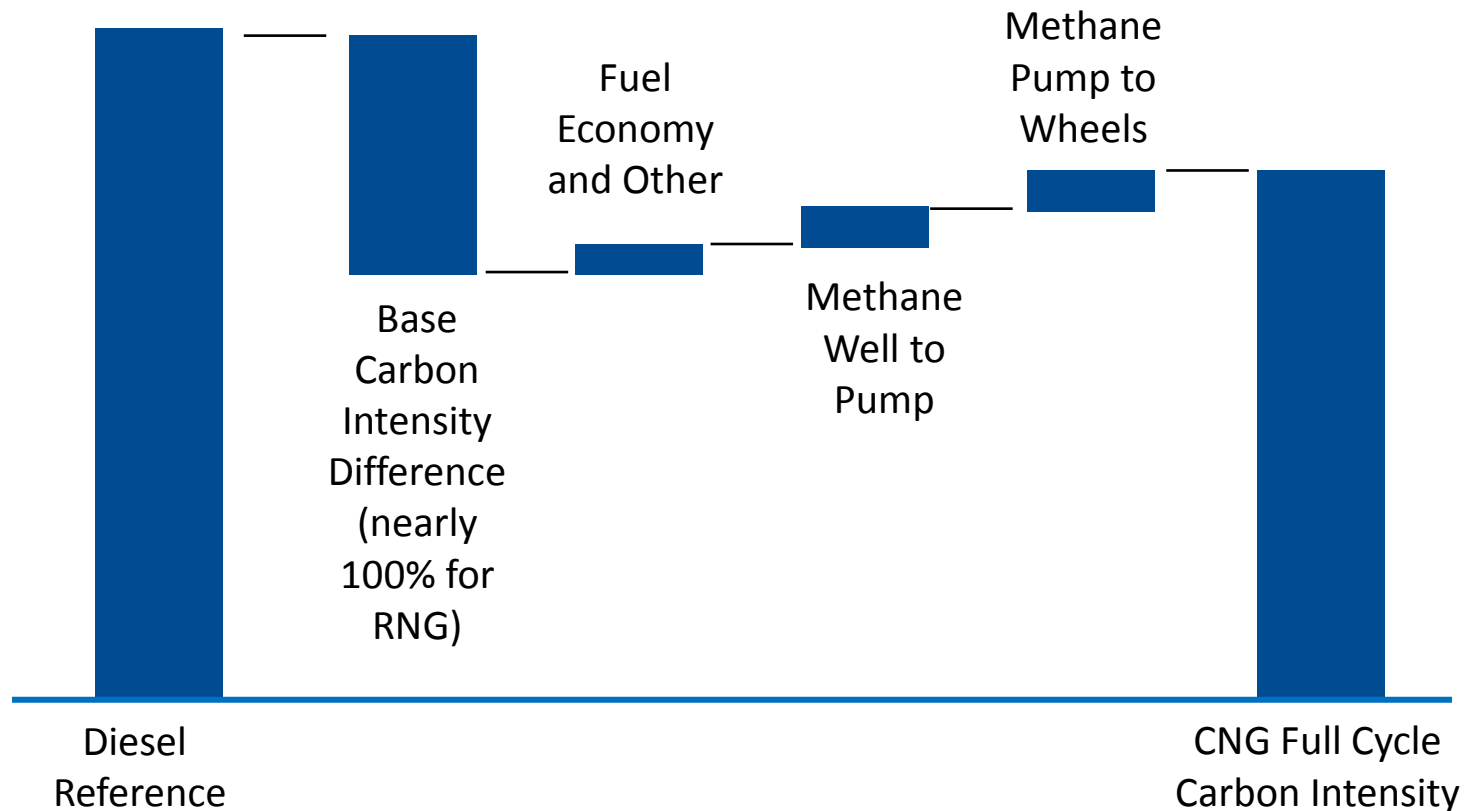 Diesel
Reference
Base
Carbon
Intensity
Difference
(nearly
100% for
RNG)
Fuel
Economy
and Other
Methane
Well to
Pump
Methane
Pump to
Wheels
CNG Full Cycle
Carbon Intensity